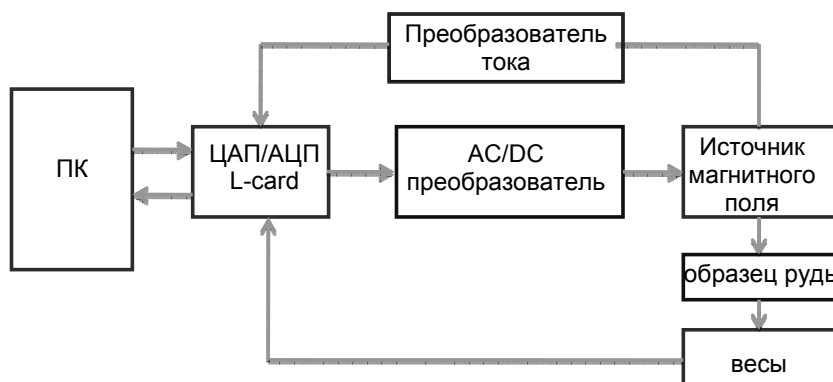 Преобразователь
тока
ПК
ЦАП/АЦП
L-card
AC/DC
преобразователь
Источник
магнитного
поля
образец руды
весы